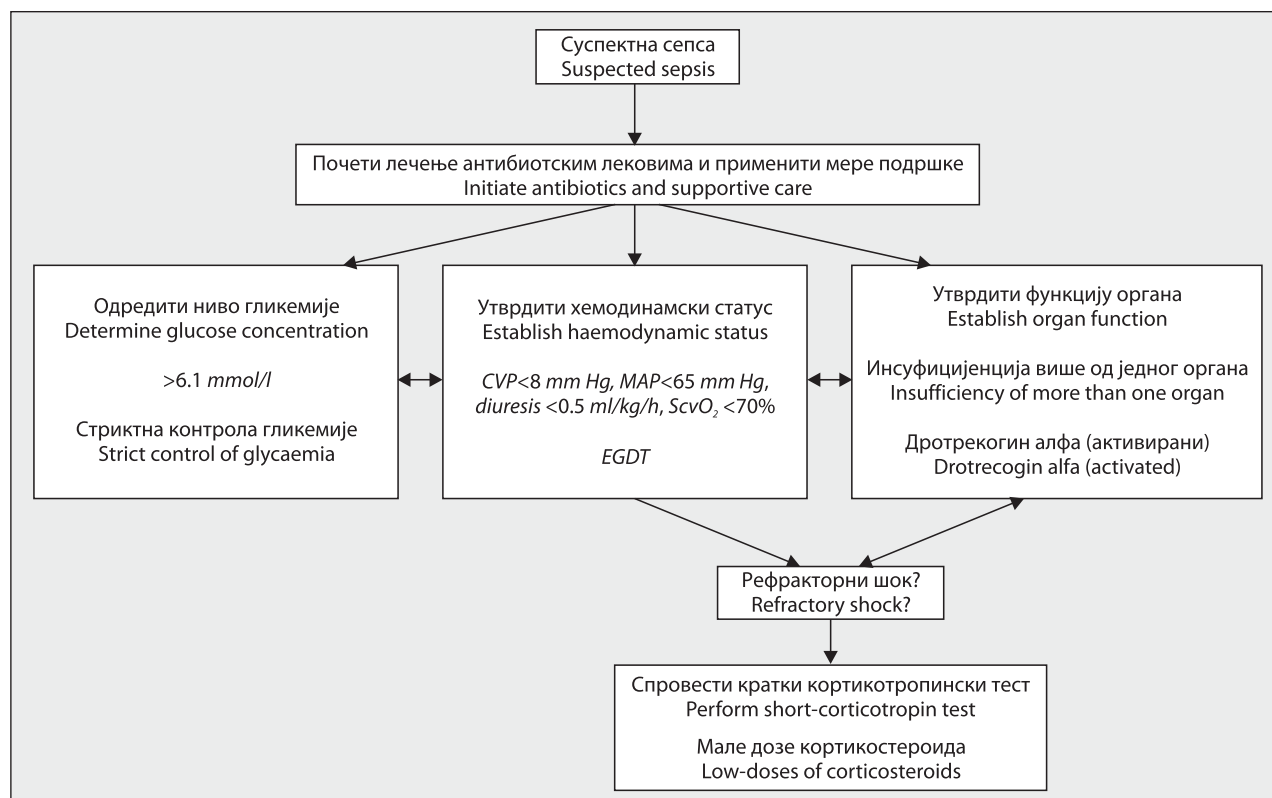 Суспектна сепса
Suspected sepsis
Почети лечење антибиотским лековима и применити мере подршке
Initiate antibiotics and supportive care
Одредити ниво гликемије
Determine glucose concentration
>6.1 mmol/l
Стриктна контрола гликемије
Strict control of glycaemia
Утврдити хемодинамски статус
Establish haemodynamic status
CVP<8 mm Hg, MAP<65 mm Hg,
diuresis <0.5 ml/kg/h, ScvO₂ <70%
EGDT
Утврдити функцију органа
Establish organ function
Инсуфицијенција више од једног органа
Insufficiency of more than one organ
Дротрекогин алфа (активирани)
Drotrecogin alfa (activated)
Рефракторни шок?
Refractory shock?
Спровести кратки кортикотропински тест
Perform short-corticotropin test
Мале дозе кортикостероида
Low-doses of corticosteroids